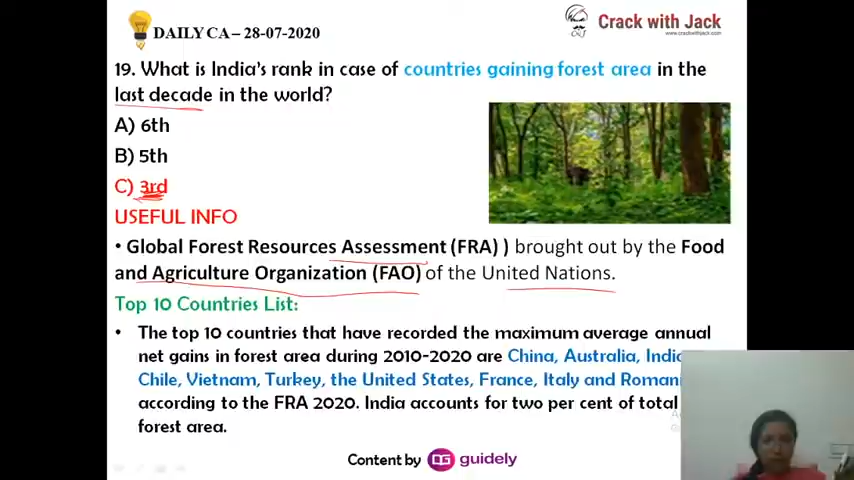 DAILY CA – 28-07-2020
Crack with Jack
www.crackwithjack.com
19. What is India's rank in case of countries gaining forest area in the
last decade in the world?
A) 6th
B) 5th
C) 3rd
USEFUL INFO
• Global Forest Resources Assessment (FRA) ) brought out by the Food
and Agriculture Organization (FAO) of the United Nations.
Top 10 Countries List:
• The top 10 countries that have recorded the maximum average annual
net gains in forest area during 2010-2020 are China, Australia,
Chile, Vietnam, Turkey, the United States, France, Italy and
according to the FRA 2020. India accounts for two per cent of total
forest area.
Content by guidely